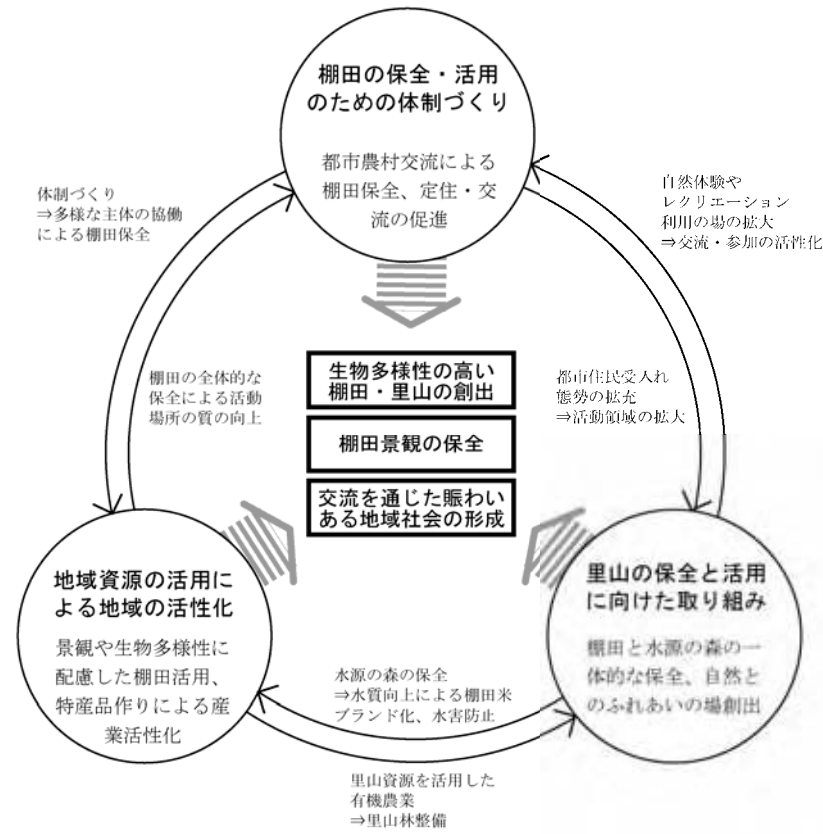 棚田の保全・活用
のための体制づくり
都市農村交流による
棚田保全、定住・交
流の促進
体制づくり
⇒多様な主体の協働
による棚田保全
自然体験や
レクリエーション
利用の場の拡大
⇒交流・参加の活性化
棚田の全体的な
保全による活動
場所の質の向上
生物多様性の高い
棚田・里山の創出
棚田景観の保全
交流を通じた賑わい
ある地域社会の形成
都市住民受入れ
態勢の拡充
⇒活動領域の拡大
地域資源の活用に
よる地域の活性化
景観や生物多様性に
配慮した棚田活用、
特産品作りによる産
業活性化
里山の保全と活用
に向けた取り組み
棚田と水源の森の一
体的な保全、自然と
のふれあいの場創出
水源の森の保全
⇒水質向上による棚田米
ブランド化、水害防止
里山資源を活用した
有機農業
⇒里山林整備